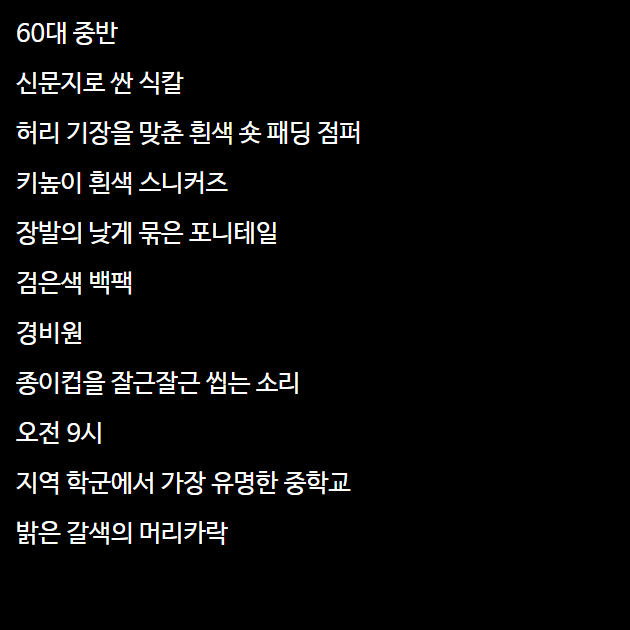 60대 중반
신문지로 싼 식칼
허리 기장을 맞춘 흰색 숏 패딩 점퍼
키높이 흰색 스니커즈
장발의 낮게 묶은 포니테일
검은색 백팩
경비원
종이컵을 잘근잘근 씹는 소리
오전 9시
지역 학군에서 가장 유명한 중학교
밝은 갈색의 머리카락